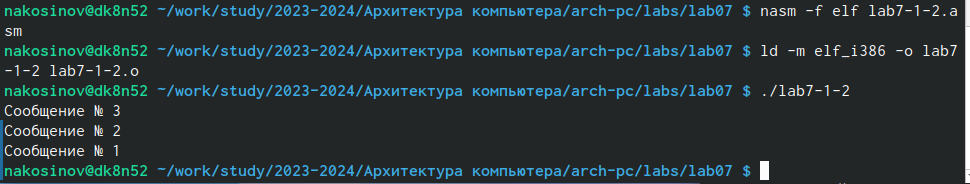 nakosinov@dk8n52 ~/work/study/2023-2024/Архитектура компьютера/arch-pc/labs/lab07 $ nasm -f elf lab7-1-2.a
sm
nakosinov@dk8n52 ~/work/study/2023-2024/Архитектура компьютера/arch-pc/labs/lab07 $ ld -m elf_i386 -o lab7
-1-2 lab7-1-2.o
nakosinov@dk8n52 ~/work/study/2023-2024/Архитектура компьютера/arch-pc/labs/lab07 $ ./lab7-1-2
Сообщение № 3
Сообщение № 2
Сообщение № 1
nakosinov@dk8n52 ~/work/study/2023-2024/Архитектура компьютера/arch-pc/labs/lab07 $